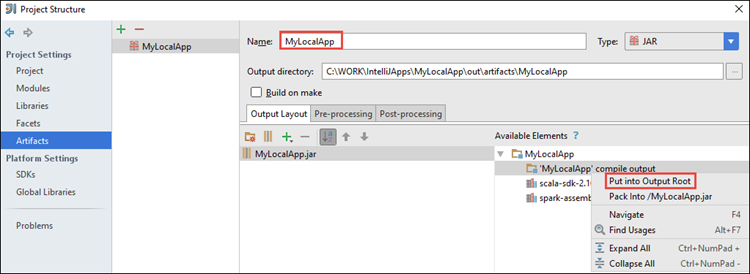 Project Structure
Project Settings
Project
Modules
Libraries
Facets
Artifacts
Platform Settings
SDKs
Global Libraries
Problems
MyLocalApp
Name: MyLocalApp
Type: JAR
Output directory: C:\WORK\IntelliJApps\MyLocalApp\out\artifacts\MyLocalApp
Build on make
Output Layout Pre-processing Post-processing
MyLocalApp.jar
Available Elements ?
MyLocalApp
'MyLocalApp' compile output
scala-sdk-2.1
spark-assemb
Put into Output Root
Pack Into /MyLocalApp.jar
Navigate F4
Find Usages Alt+F7
Expand All Ctrl+NumPad +
Collapse All Ctrl+NumPad -